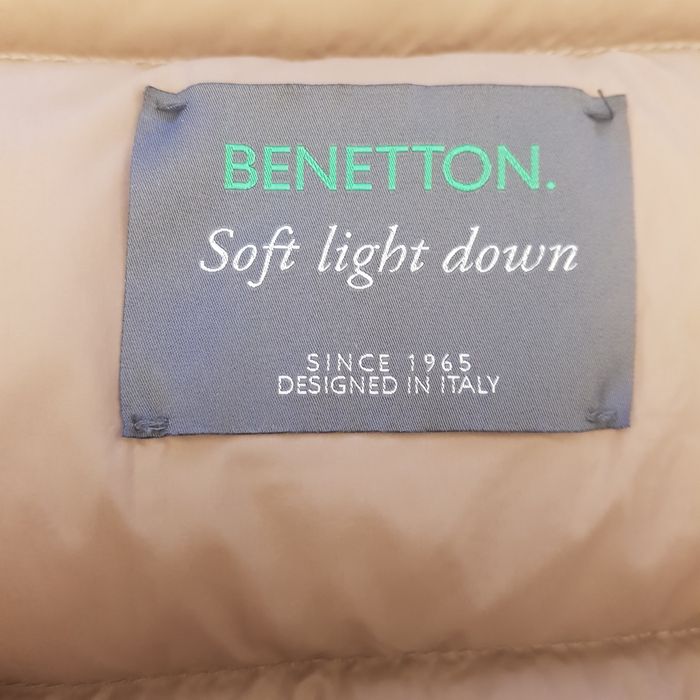 BENETTON.
Soft light down
SINCE 1965
DESIGNED IN ITALY